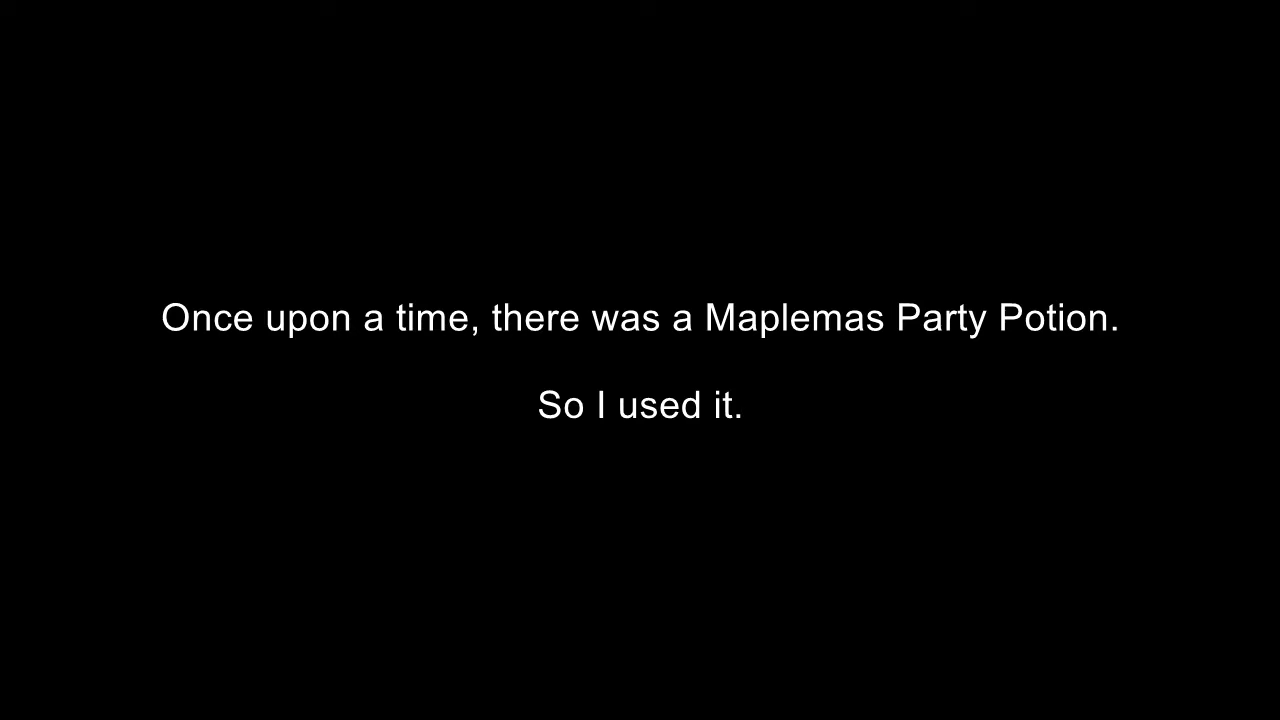 Once upon a time, there was a Maplemas Party Potion.
So I used it.